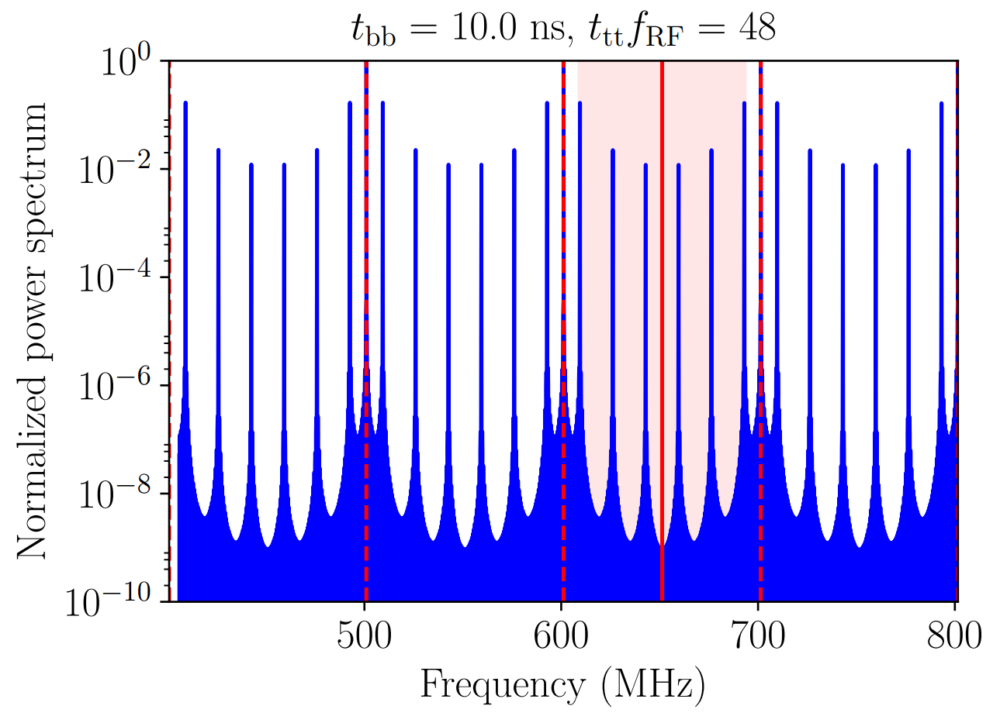 t_bb = 10.0 ns, t_tt f_RF = 48
Normalized power spectrum
10^0
10^−2
10^−4
10^−6
10^−8
10^−10
500 600 700 800
Frequency (MHz)